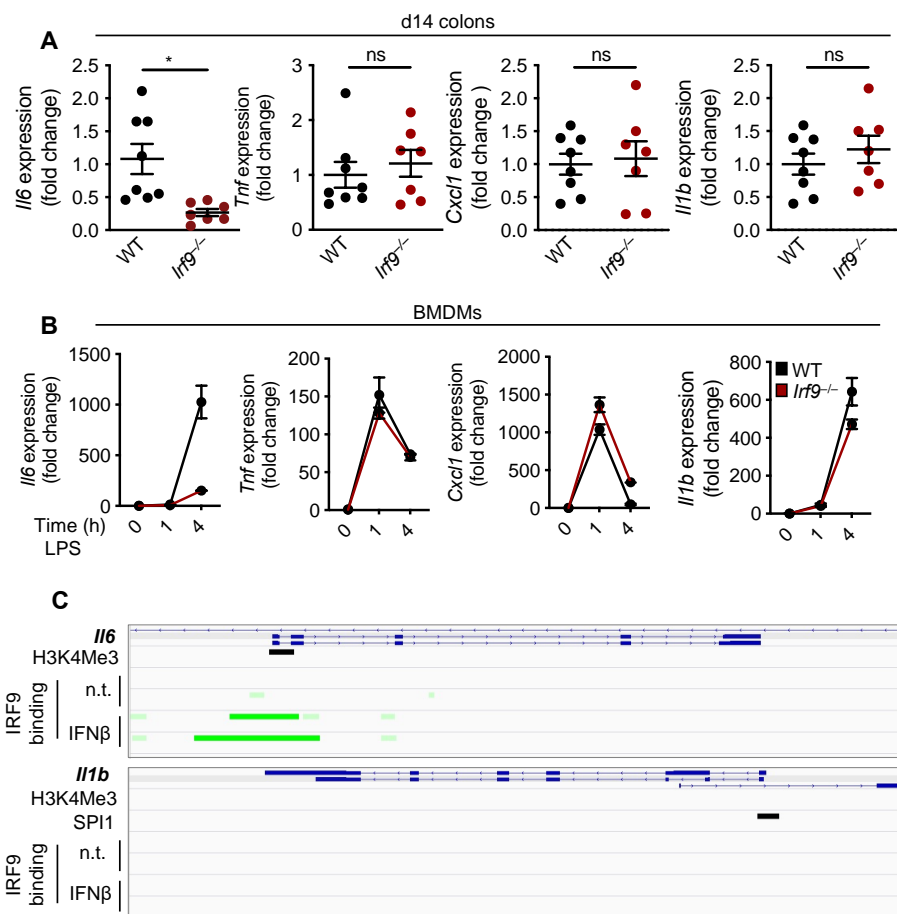 d14 colons
A
*
ns
ns
ns
Il6 expression
(fold change)
2.5
2.0
1.5
1.0
0.5
0.0
WT
Irf9–/–
Tnf expression
(fold change)
3
2
1
0
WT
Irf9–/–
Cxcl1 expression
(fold change )
2.5
2.0
1.5
1.0
0.5
0.0
WT
Irf9–/–
Il1b expression
(fold change)
2.5
2.0
1.5
1.0
0.5
0.0
WT
Irf9–/–
B
BMDMs
Il6 expression
(fold change)
1500
1000
500
0
Time (h)
LPS
0 1 4
Tnf expression
(fold change)
200
150
100
50
0
0 1 4
Cxcl1 expression
(fold change)
2000
1500
1000
500
0
0 1 4
Il1b expression
(fold change)
800
600
400
200
0
0 1 4
WT
Irf9–/–
C
Il6
H3K4Me3
IRF9
binding
n.t.
IFNβ
Il1b
H3K4Me3
SPI1
IRF9
binding
n.t.
IFNβ